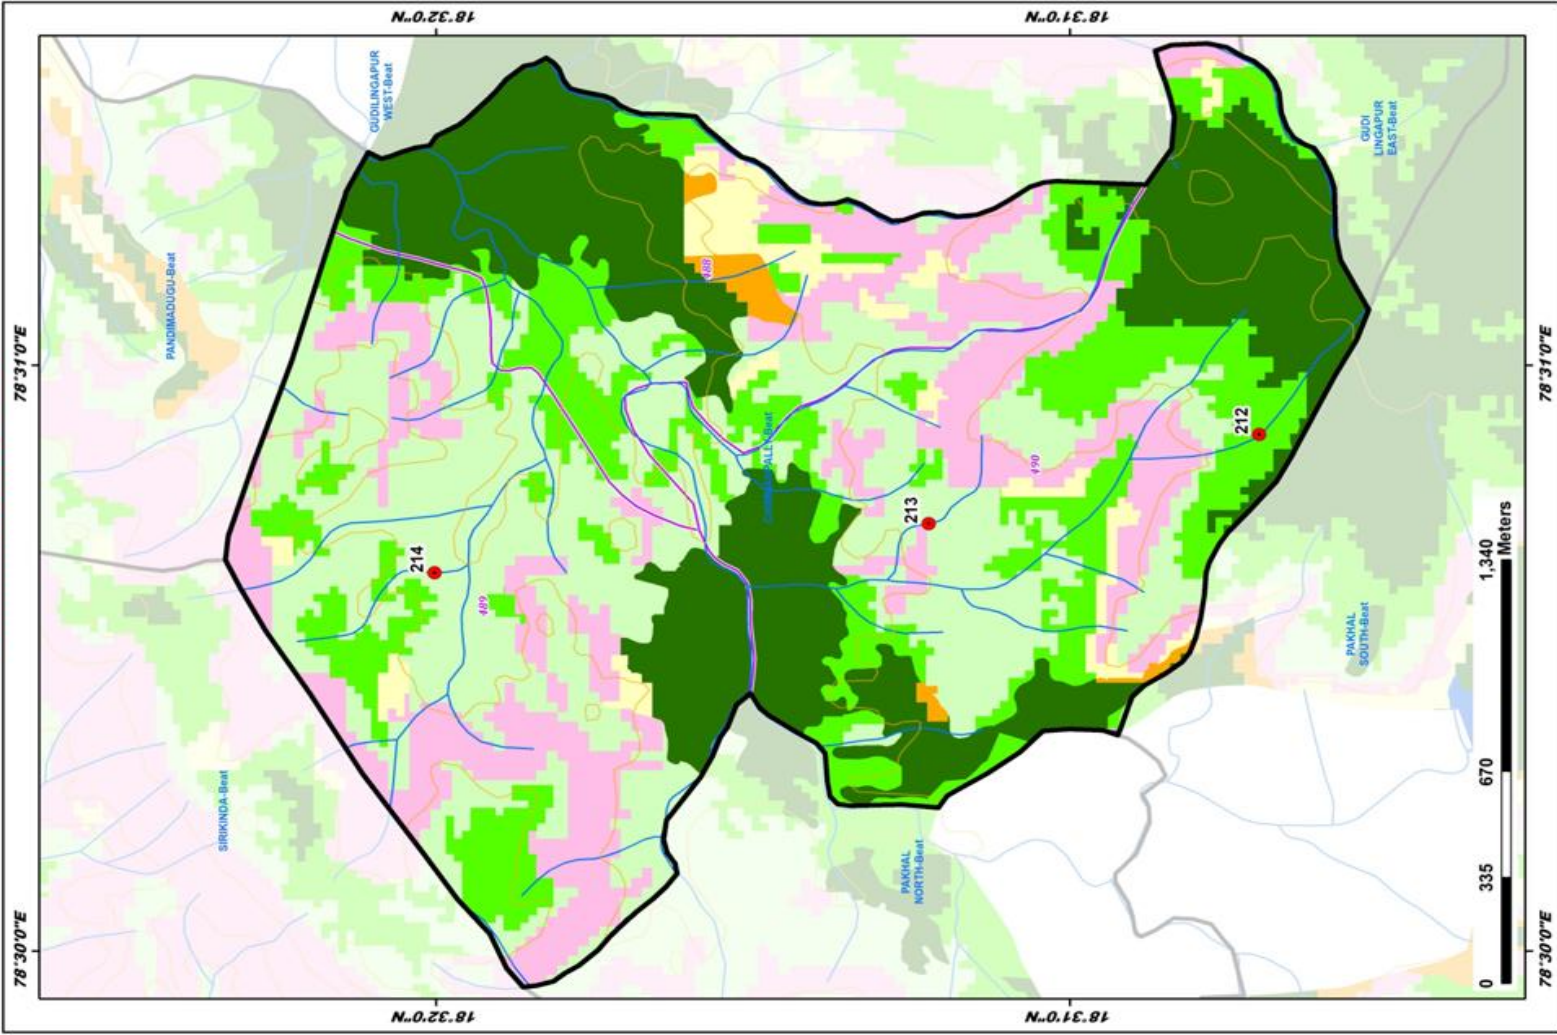 18°32'0"N
18°31'0"N
78°31'0"E
78°30'0"E
GUDILINGAPUR
WEST-Beat
PANDIMADUGU-Beat
SIRIKINDA-Beat
GUDI
LINGAPUR
EAST-Beat
PAKHAL
SOUTH-Beat
PAKHAL
NORTH-Beat
488
489
490
212
213
214
0
335
670
1,340
Meters
78°31'0"E
78°30'0"E
18°32'0"N
18°31'0"N